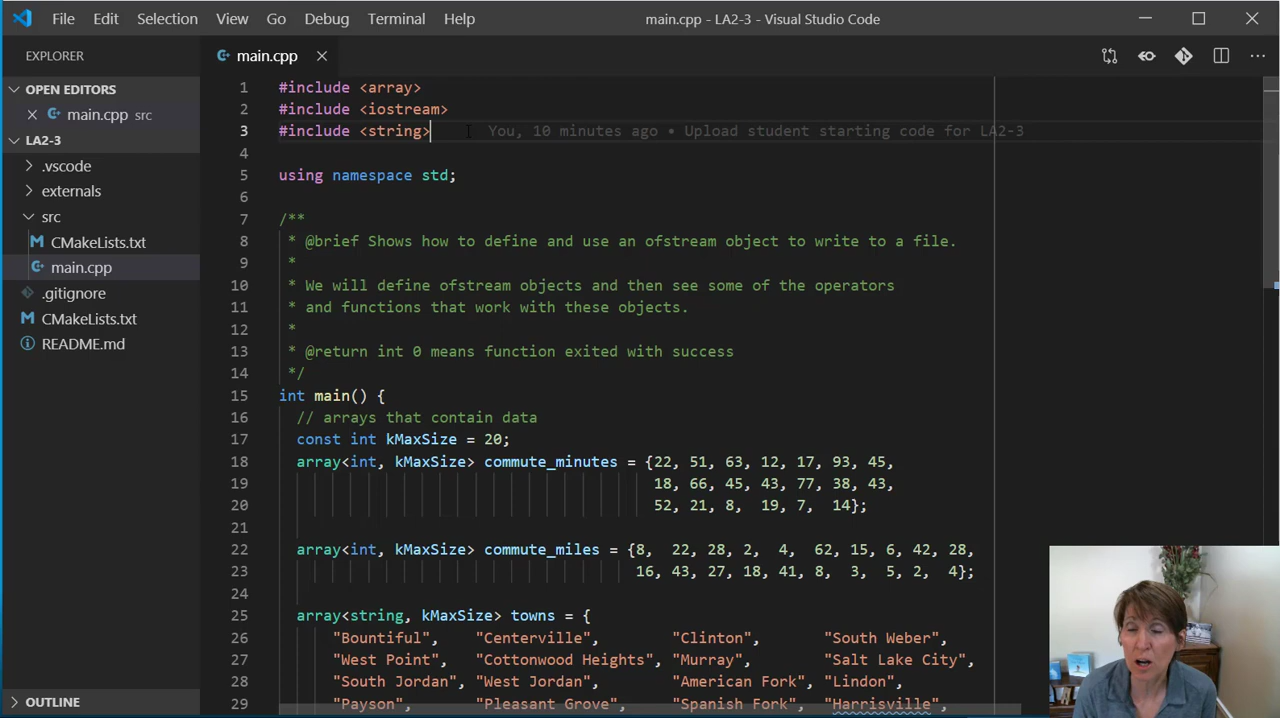 File Edit Selection View Go Debug Terminal Help main.cpp - LA2-3 - Visual Studio Code
EXPLORER
main.cpp
OPEN EDITORS
main.cpp src
LA2-3
.vscode
externals
src
CMakeLists.txt
main.cpp
.gitignore
CMakeLists.txt
README.md
OUTLINE
1 #include <array>
2 #include <iostream>
3 #include <string> You, 10 minutes ago • Upload student starting code for LA2-3
4
5 using namespace std;
6
7 /**
8 * @brief Shows how to define and use an ofstream object to write to a file.
9 *
10 * We will define ofstream objects and then see some of the operators
11 * and functions that work with these objects.
12 *
13 * @return int 0 means function exited with success
14 */
15 int main() {
16 // arrays that contain data
17 const int kMaxSize = 20;
18 array<int, kMaxSize> commute_minutes = {22, 51, 63, 12, 17, 93, 45,
19 18, 66, 45, 43, 77, 38, 43,
20 52, 21, 8, 19, 7, 14};
21
22 array<int, kMaxSize> commute_miles = {8, 22, 28, 2, 4, 62, 15, 6, 42, 28,
23 16, 43, 27, 18, 41, 8, 3, 5, 2, 4};
24
25 array<string, kMaxSize> towns = {
26 "Bountiful", "Centerville", "Clinton", "South Weber",
27 "West Point", "Cottonwood Heights", "Murray", "Salt Lake City",
28 "South Jordan", "West Jordan", "American Fork", "Lindon",
29 "Payson", "Pleasant Grove", "Spanish Fork", "Harrisville",